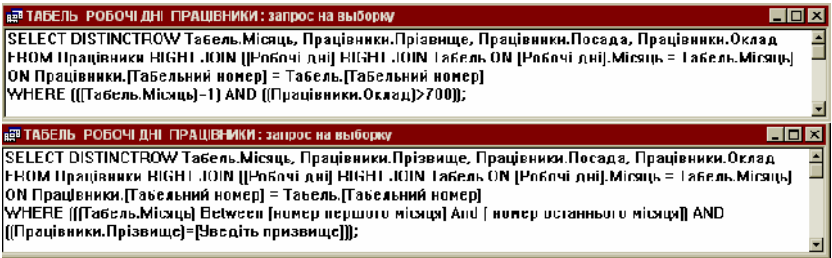 ТАБЕЛЬ РОБОЧІ ДНІ ПРАЦІВНИКИ : запрос на выборку
SELECT DISTINCTROW Табель.Місяць, Працівники.Прізвище, Працівники.Посада, Працівники.Оклад
FROM Працівники RIGHT JOIN ([Робочі дні] RIGHT JOIN Табель ON [Робочі дні].Місяць = Табель.Місяць)
ON Працівники.[Табельний номер] = Табель.[Табельний номер]
WHERE (((Табель.Місяць)=1) AND ((Працівники.Оклад)>700));
ТАБЕЛЬ РОБОЧІ ДНІ ПРАЦІВНИКИ : запрос на выборку
SELECT DISTINCTROW Табель.Місяць, Працівники.Прізвище, Працівники.Посада, Працівники.Оклад
FROM Працівники RIGHT JOIN ([Робочі дні] RIGHT JOIN Табель ON [Робочі дні].Місяць = Табель.Місяць)
ON Працівники.[Табельний номер] = Табель.[Табельний номер]
WHERE (((Табель.Місяць) Between [номер першого місяця] And [ номер останнього місяця]) AND
((Працівники.Прізвище)=[Уведіть призвище]));